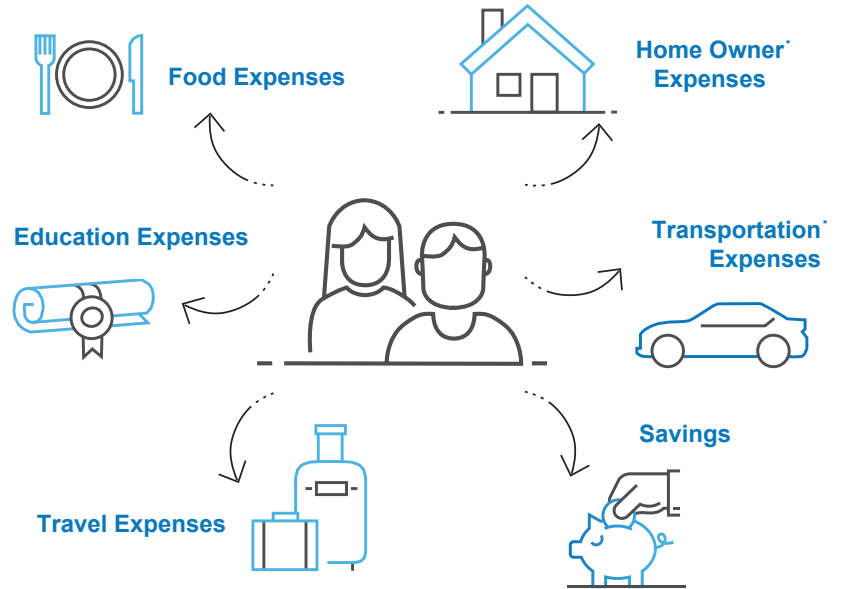 Food Expenses
Home Owner˙
Expenses
Education Expenses
Transportation˙
Expenses
Savings
Travel Expenses